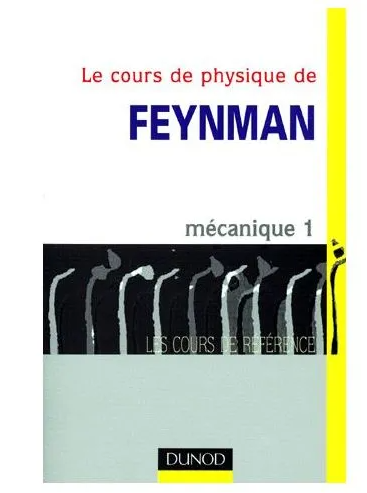 Le cours de physique de
FEYNMAN
mécanique 1
LES COURS DE RÉFÉRENCE
DUNOD